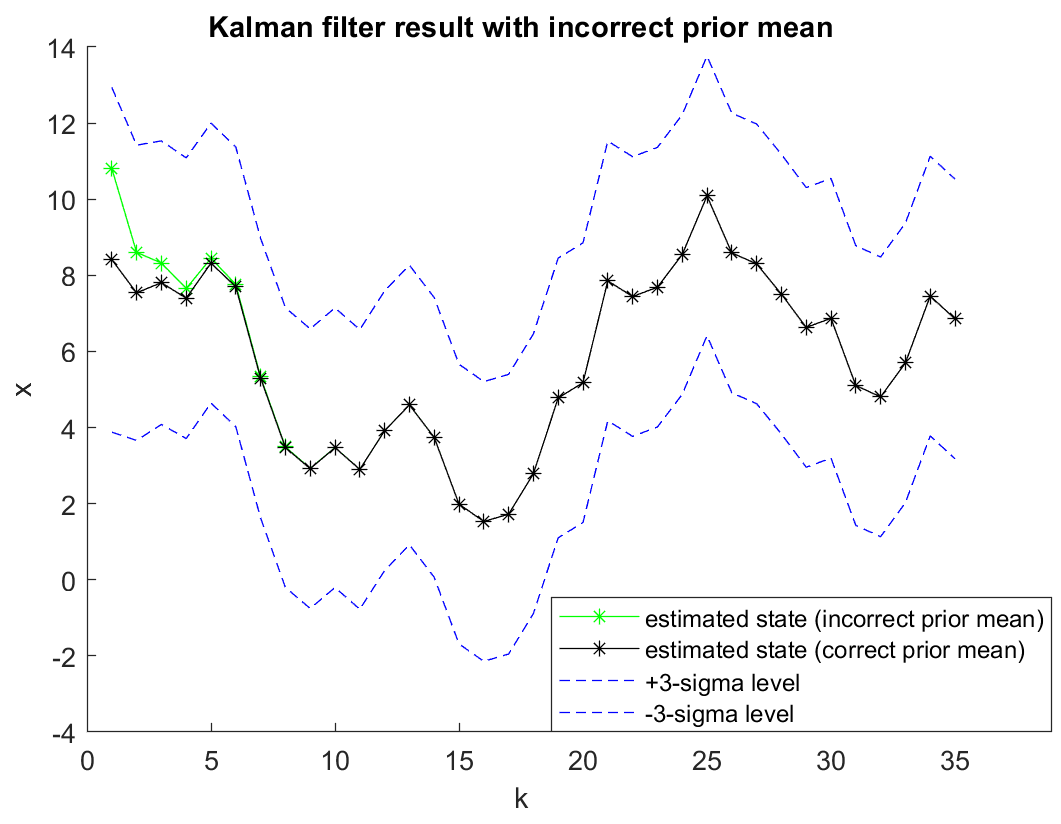 Kalman filter result with incorrect prior mean
14
12
10
8
6
4
2
0
-2
-4
x
0 5 10 15 20 25 30 35
k
estimated state (incorrect prior mean)
estimated state (correct prior mean)
+3-sigma level
-3-sigma level